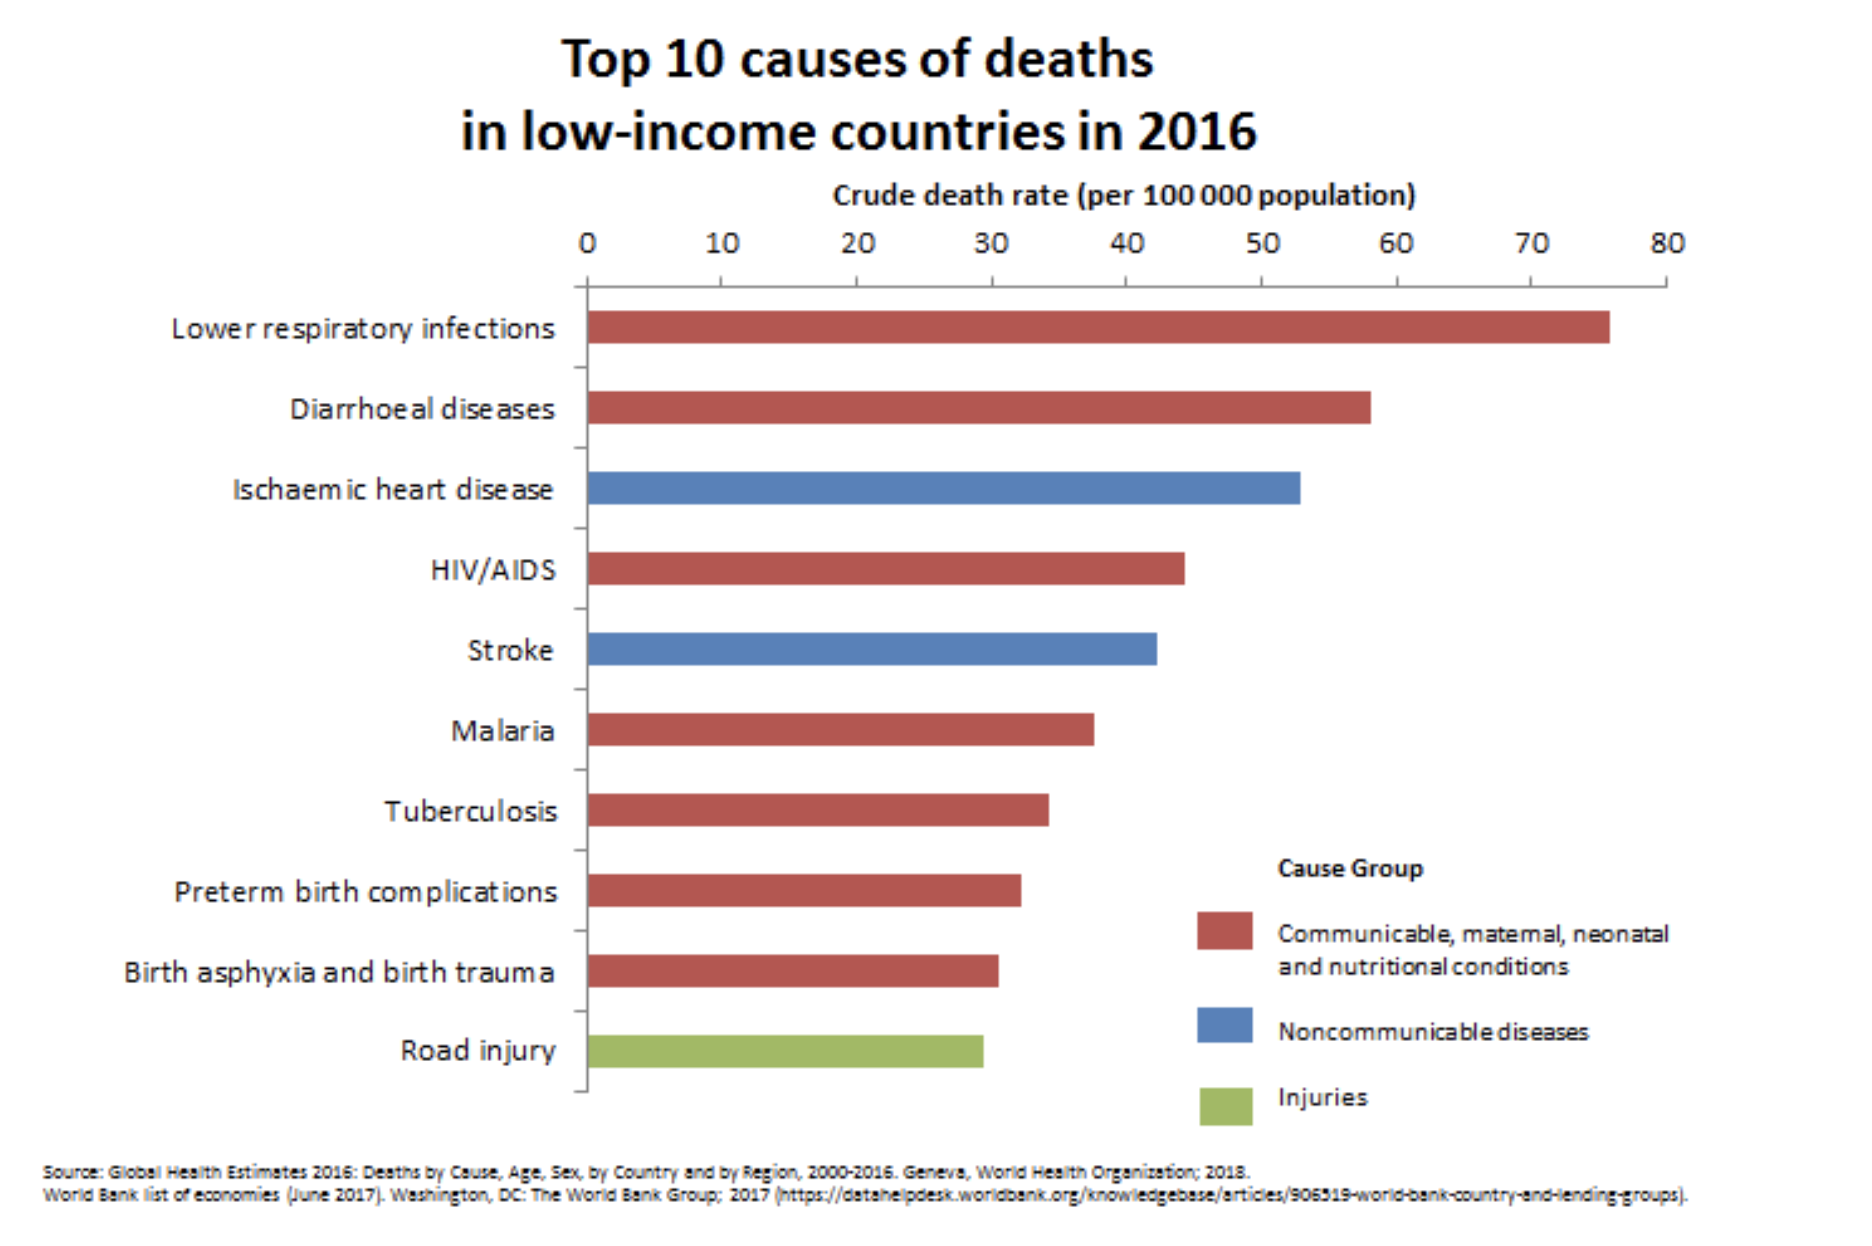 Top 10 causes of deaths
in low-income countries in 2016
Crude death rate (per 100 000 population)
0 10 20 30 40 50 60 70 80
Lower respiratory infections
Diarrhoeal diseases
Ischaemic heart disease
HIV/AIDS
Stroke
Malaria
Tuberculosis
Preterm birth complications
Birth asphyxia and birth trauma
Road injury
Cause Group
Communicable, maternal, neonatal
and nutritional conditions
Noncommunicable diseases
Injuries
Source: Global Health Estimates 2016: Deaths by Cause, Age, Sex, by Country and by Region, 2000-2016. Geneva, World Health Organization; 2018.
World Bank list of economies (June 2017). Washington, DC: The World Bank Group; 2017 (https://datahelpdesk.worldbank.org/knowledgebase/articles/906519-world-bank-country-and-lending-groups).